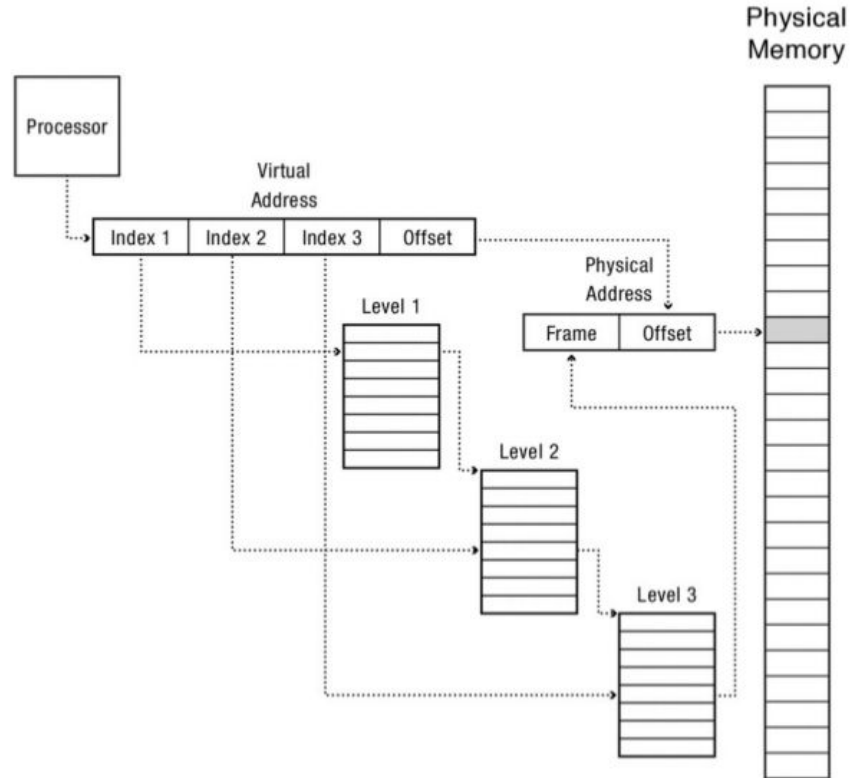 Physical
Memory
Processor
Virtual
Address
Index 1 Index 2 Index 3 Offset
Physical
Address
Level 1
Frame Offset
Level 2
Level 3